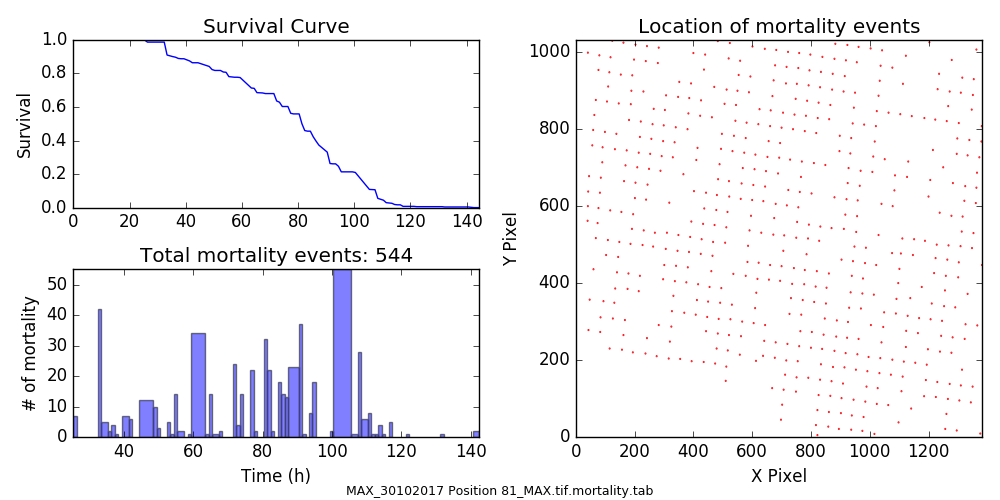 Survival Curve
1.0
0.8
0.6
0.4
0.2
0.0
Survival
0 20 40 60 80 100 120 140
Total mortality events: 544
50
40
30
20
10
0
# of mortality
40 60 80 100 120 140
Time (h)
Location of mortality events
1000
800
600
400
200
0
Y Pixel
0 200 400 600 800 1000 1200
X Pixel
MAX_30102017 Position 81_MAX.tif.mortality.tab